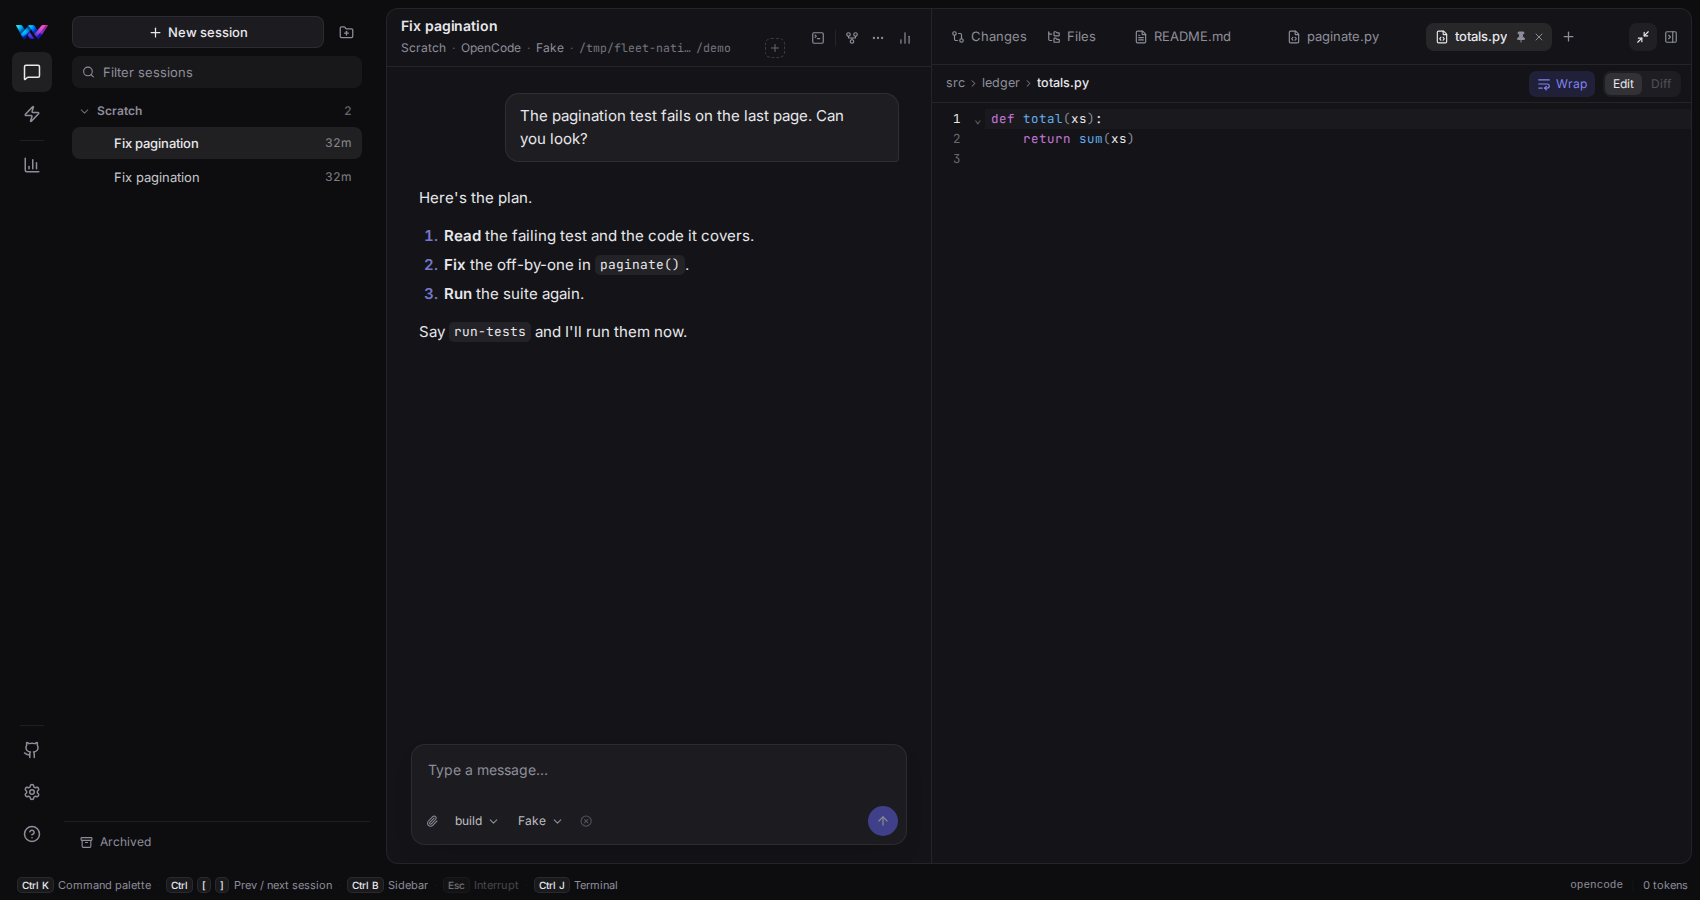 New session
Filter sessions
Scratch 2
Fix pagination 32m
Fix pagination 32m
Archived
Fix pagination
Scratch · OpenCode · Fake · /tmp/fleet-nati… /demo
The pagination test fails on the last page. Can
you look?
Here's the plan.
1. Read the failing test and the code it covers.
2. Fix the off-by-one in paginate().
3. Run the suite again.
Say run-tests and I'll run them now.
Type a message...
build Fake
Changes Files README.md paginate.py totals.py
src > ledger > totals.py
Wrap Edit Diff
1 def total(xs):
2 return sum(xs)
3
Ctrl K Command palette Ctrl [ ] Prev / next session Ctrl B Sidebar Esc Interrupt Ctrl J Terminal
opencode 0 tokens